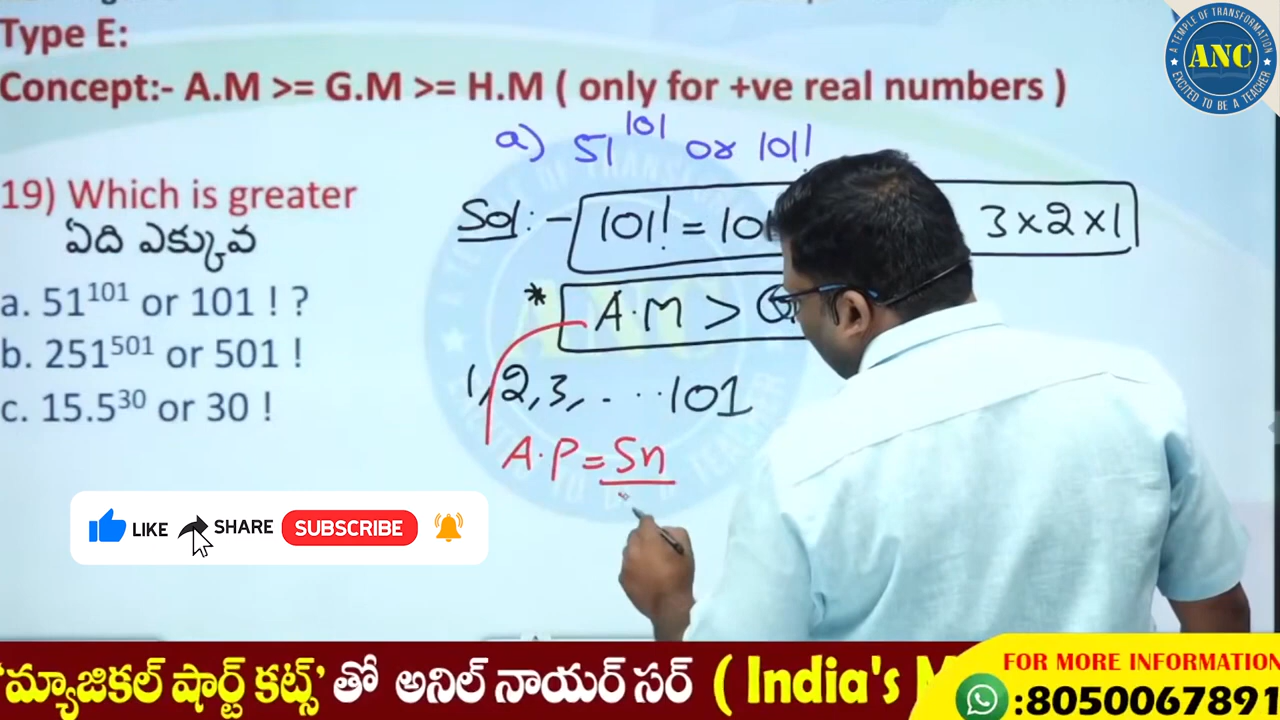 Type E:
Concept:- A.M >= G.M >= H.M ( only for +ve real numbers )
A TEMPLE OF TRANSFORMATION
ANC
EXCITED TO BE A TEACHER
a) 51^101 or 101!
19) Which is greater
ఏది ఎక్కువ
a. 51^101 or 101 ! ?
b. 251^501 or 501 !
c. 15.5^30 or 30 !
Sol:- 101! = 101 3×2×1
* A.M > G
1,2,3,....101
A.P = Sn
LIKE SHARE SUBSCRIBE
'మ్యాజికల్ షార్ట్ కట్స్' తో అనిల్ నాయర్ సర్ ( India's
FOR MORE INFORMATION
:8050067891